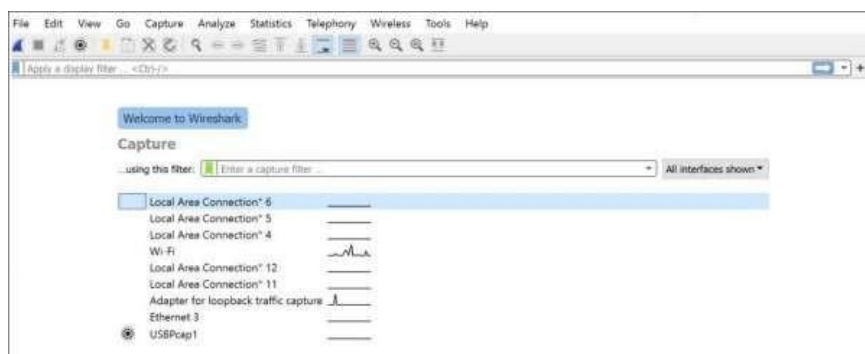 File Edit View Go Capture Analyze Statistics Telephony Wireless Tools Help
Apply a display filter ... <Ctrl-/>
Welcome to Wireshark
Capture
...using this filter: Enter a capture filter ... All interfaces shown
Local Area Connection* 6
Local Area Connection* 5
Local Area Connection* 4
Wi-Fi
Local Area Connection* 12
Local Area Connection* 11
Adapter for loopback traffic capture
Ethernet 3
USBPcap1